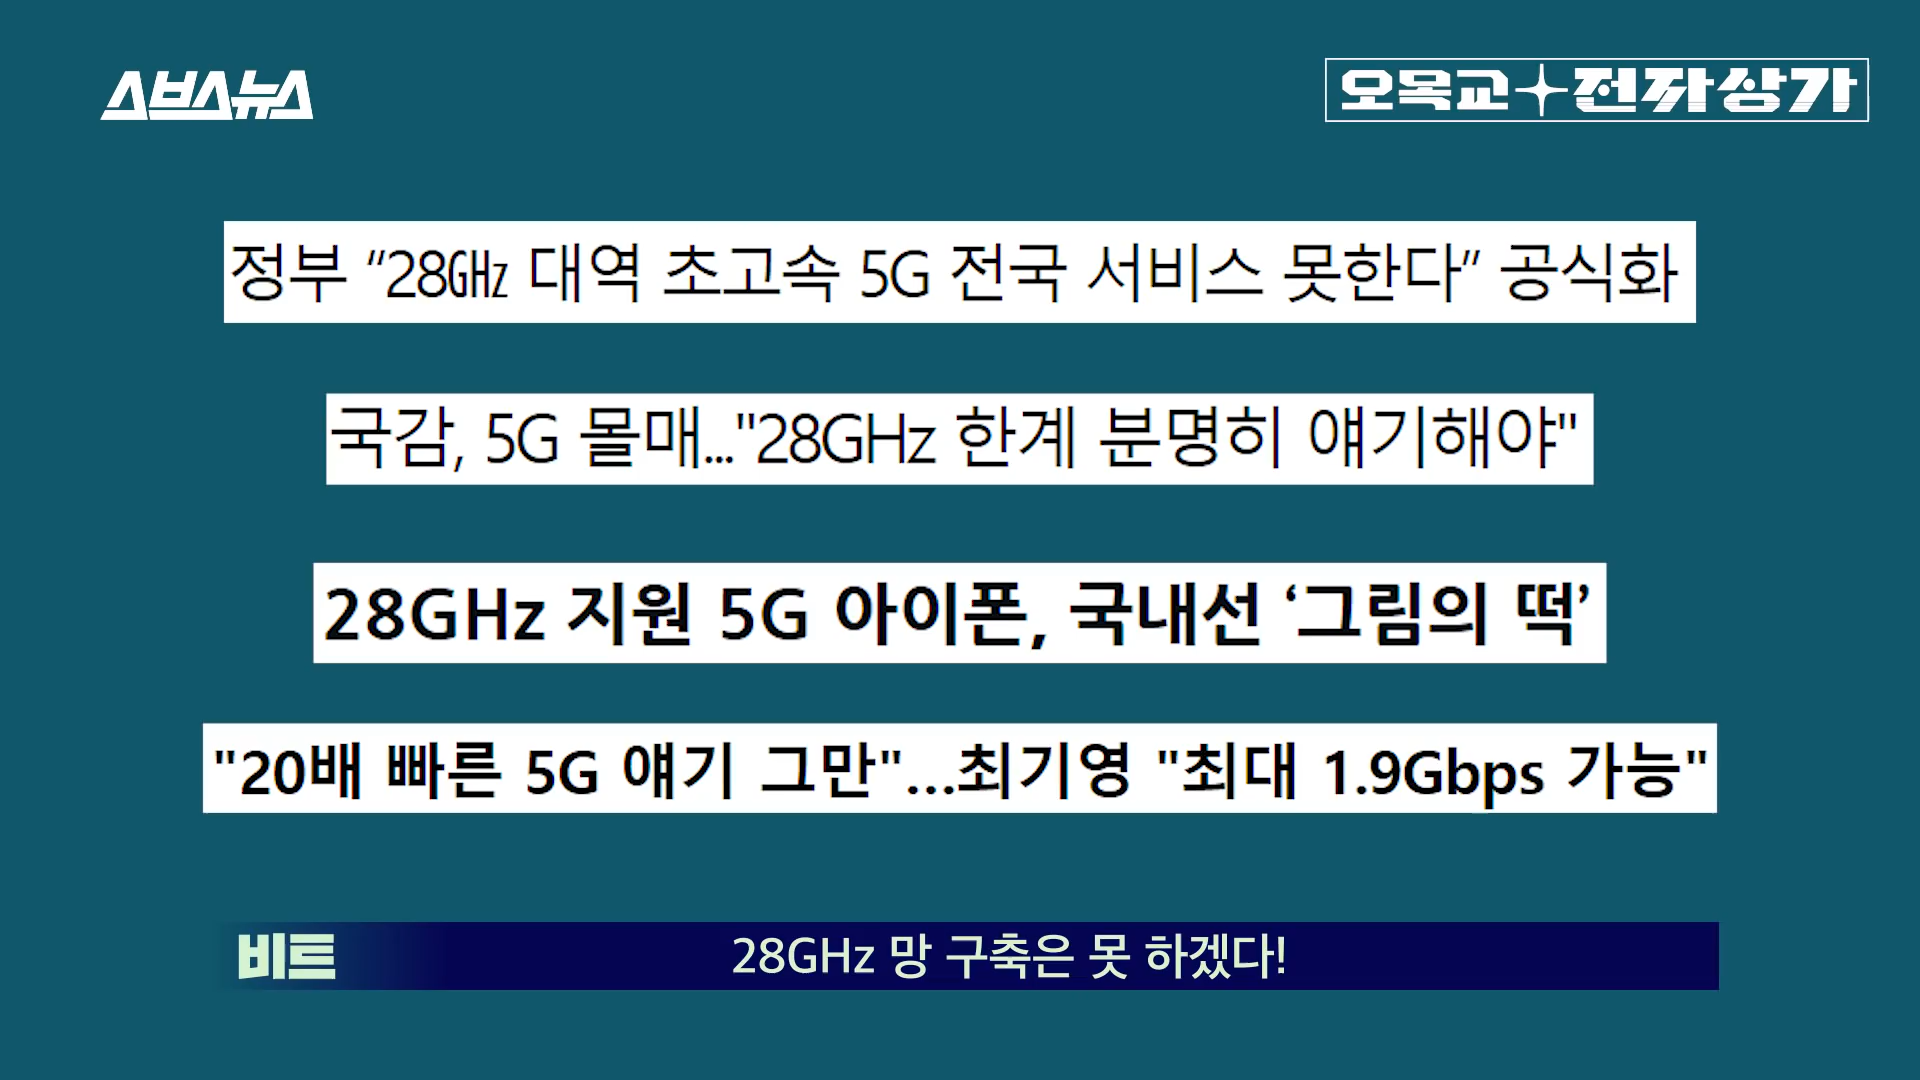 스브스뉴스
오목교 전자상가
정부 “28㎓ 대역 초고속 5G 전국 서비스 못한다” 공식화
국감, 5G 몰매..."28GHz 한계 분명히 얘기해야"
28GHz 지원 5G 아이폰, 국내선 ‘그림의 떡’
"20배 빠른 5G 얘기 그만"…최기영 "최대 1.9Gbps 가능"
비트
28GHz 망 구축은 못 하겠다!